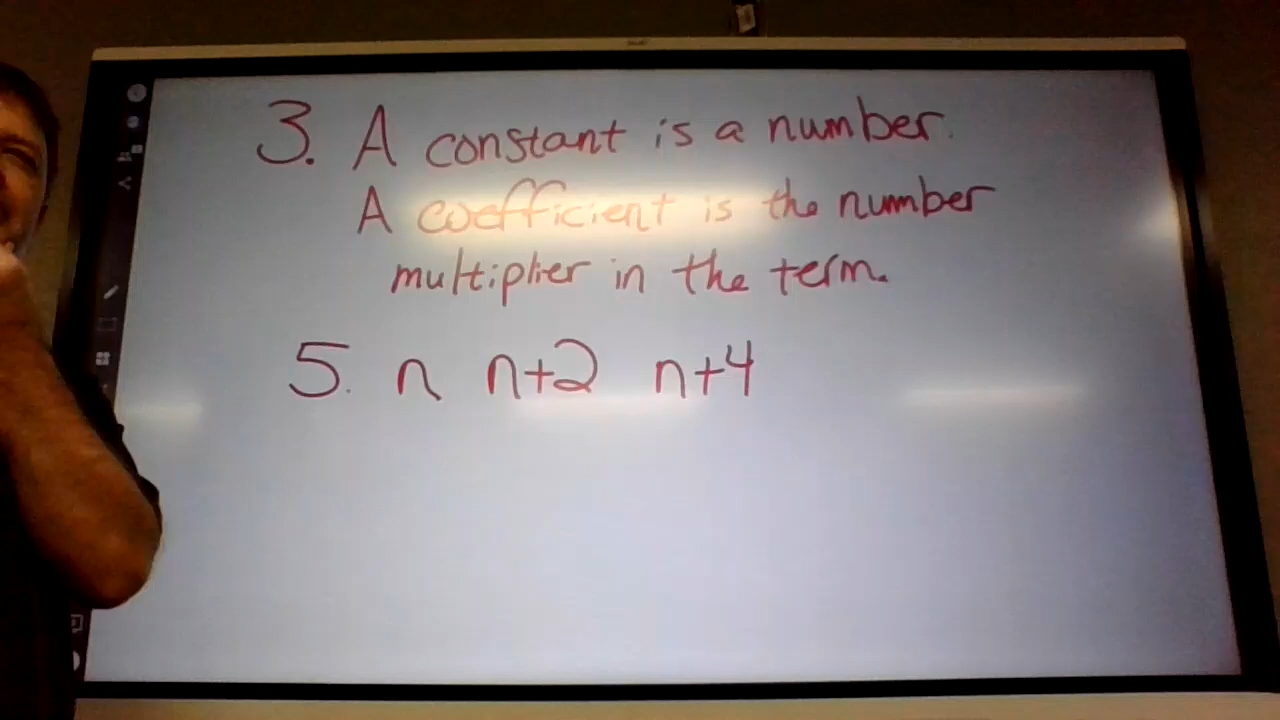 3. A constant is a number.
A coefficient is the number
multiplier in the term.
5. n n+2 n+4